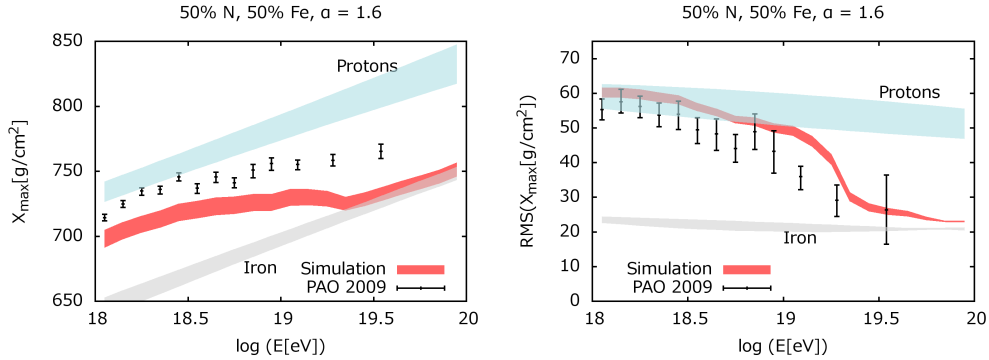 50% N, 50% Fe, α = 1.6
X_max[g/cm²]
850
800
750
700
650
Protons
Iron
Simulation
PAO 2009
18
18.5
19
19.5
20
log (E[eV])
50% N, 50% Fe, α = 1.6
RMS(X_max[g/cm²])
70
60
50
40
30
20
10
0
Protons
Iron
Simulation
PAO 2009
18
18.5
19
19.5
20
log (E[eV])